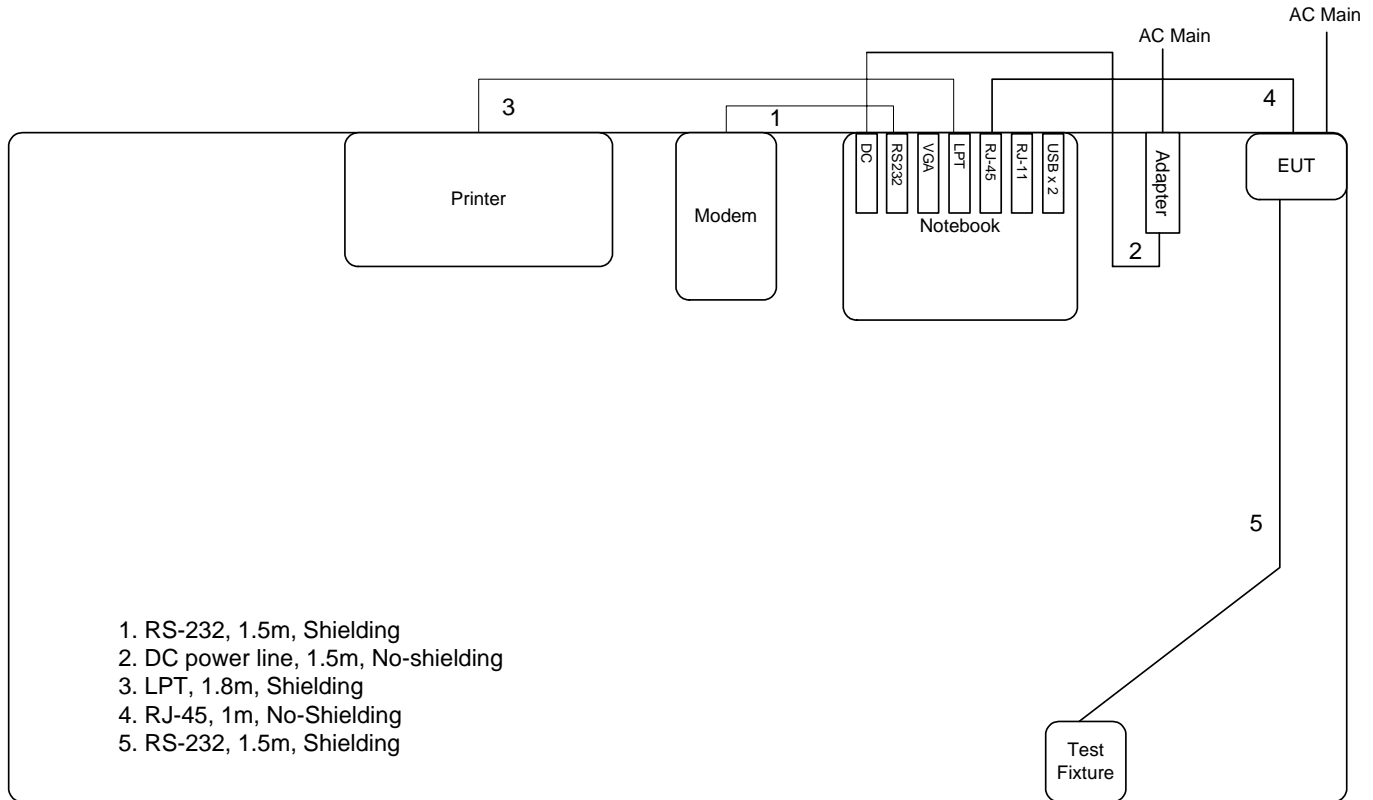 AC Main
AC Main
3
1
4
DC
RS232
VGA
LPT
RJ-45
RJ-11
USB x 2
Adapter
EUT
Printer
Modem
Notebook
2
5
1. RS-232, 1.5m, Shielding
2. DC power line, 1.5m, No-shielding
3. LPT, 1.8m, Shielding
4. RJ-45, 1m, No-Shielding
5. RS-232, 1.5m, Shielding
Test
Fixture